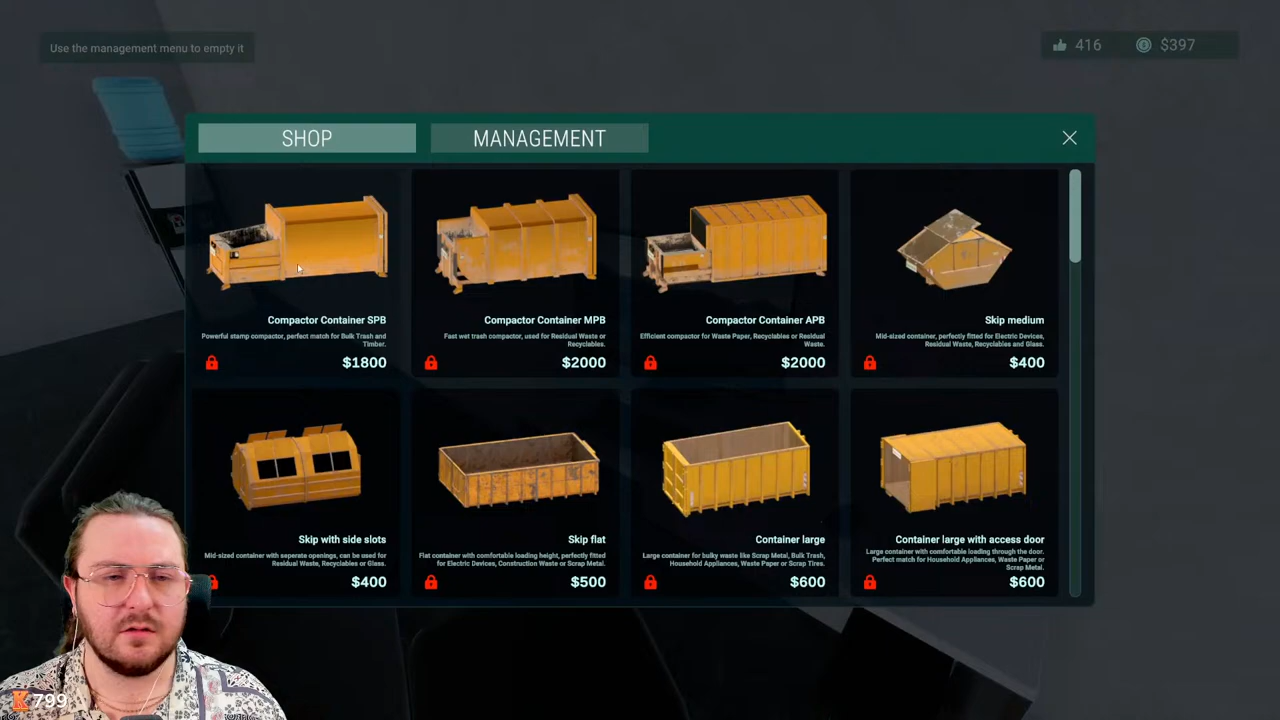 Use the management menu to empty it
416
$397
SHOP
MANAGEMENT
Compactor Container SPB
Powerful stamp compactor, perfect match for Bulk Trash and
Timber.
$1800
Compactor Container MPB
Fast wet trash compactor, used for Residual Waste or
Recyclables.
$2000
Compactor Container APB
Efficient compactor for Waste Paper, Recyclables or Residual
Waste.
$2000
Skip medium
Mid-sized container, perfectly fitted for Electric Devices,
Residual Waste, Recyclables and Glass.
$400
Skip with side slots
Mid-sized container with seperate openings, can be used for
Residual Waste, Recyclables or Glass.
$400
Skip flat
Flat container with comfortable loading height, perfectly fitted
for Electric Devices, Construction Waste or Scrap Metal.
$500
Container large
Large container for bulky waste like Scrap Metal, Bulk Trash,
Household Appliances, Waste Paper or Scrap Tires.
$600
Container large with access door
Large container with comfortable loading through the door.
Perfect match for Household Appliances, Waste Paper or
Scrap Metal.
$600
K 799